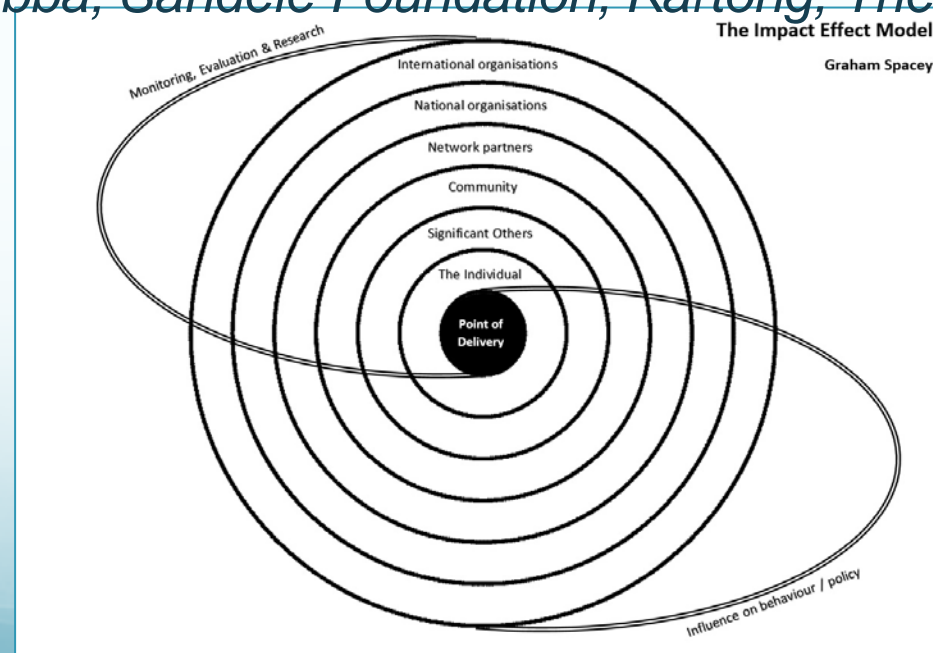 Sandele Foundation, Kartong, The
The Impact Effect Model
Graham Spacey
Monitoring, Evaluation & Research
International organisations
National organisations
Network partners
Community
Significant Others
The Individual
Point of
Delivery
Influence on behaviour / policy